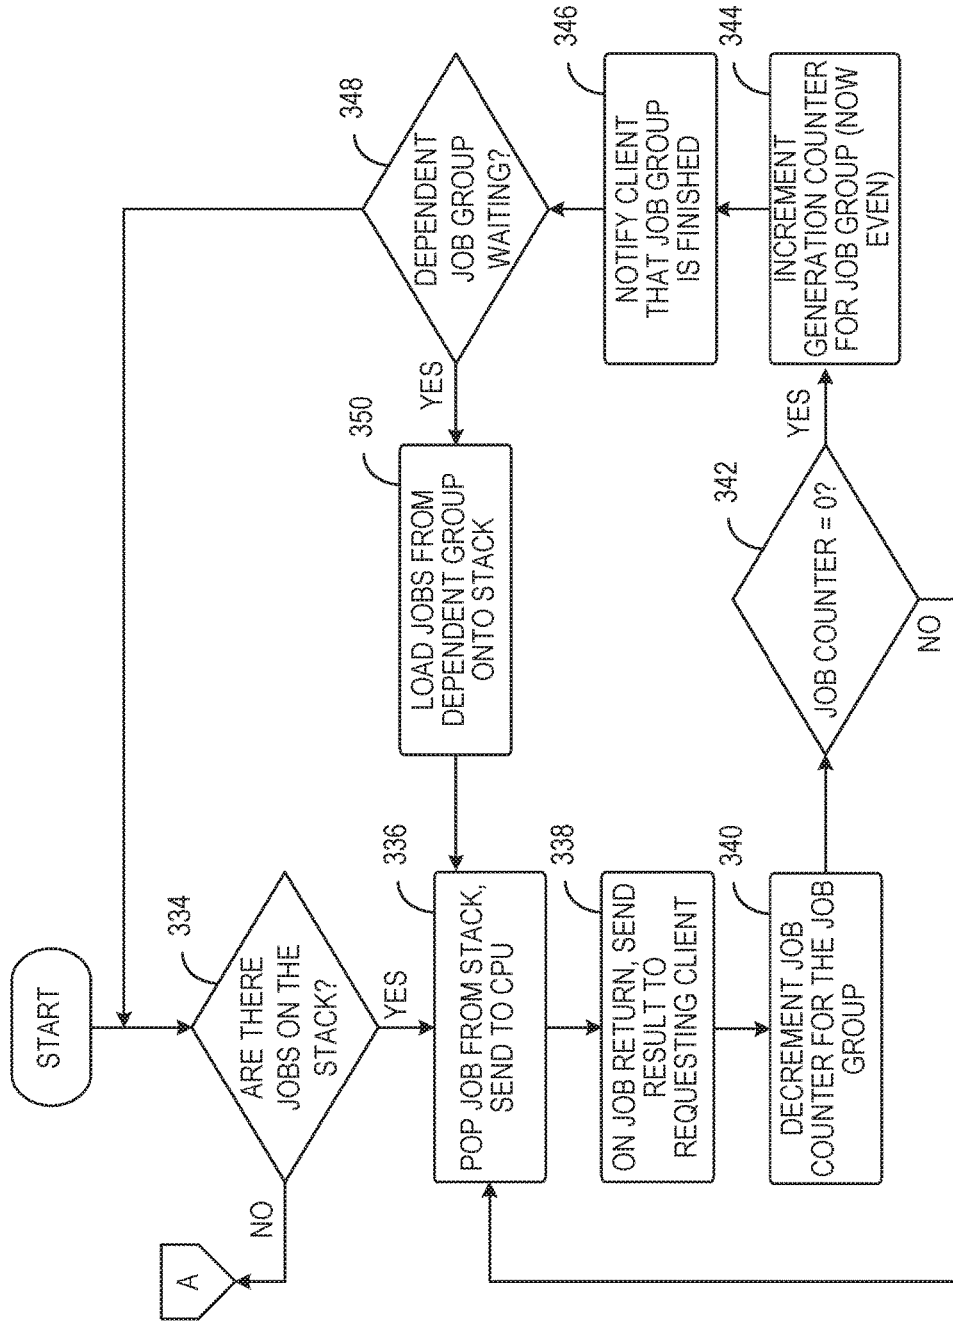 START
334
ARE THERE
JOBS ON THE
STACK?
NO
A
YES
336
POP JOB FROM STACK,
SEND TO CPU
338
ON JOB RETURN, SEND
RESULT TO
REQUESTING CLIENT
340
DECREMENT JOB
COUNTER FOR THE JOB
GROUP
342
JOB COUNTER = 0?
NO
YES
344
INCREMENT
GENERATION COUNTER
FOR JOB GROUP (NOW
EVEN)
346
NOTIFY CLIENT
THAT JOB GROUP
IS FINISHED
348
DEPENDENT
JOB GROUP
WAITING?
YES
350
LOAD JOBS FROM
DEPENDENT GROUP
ONTO STACK